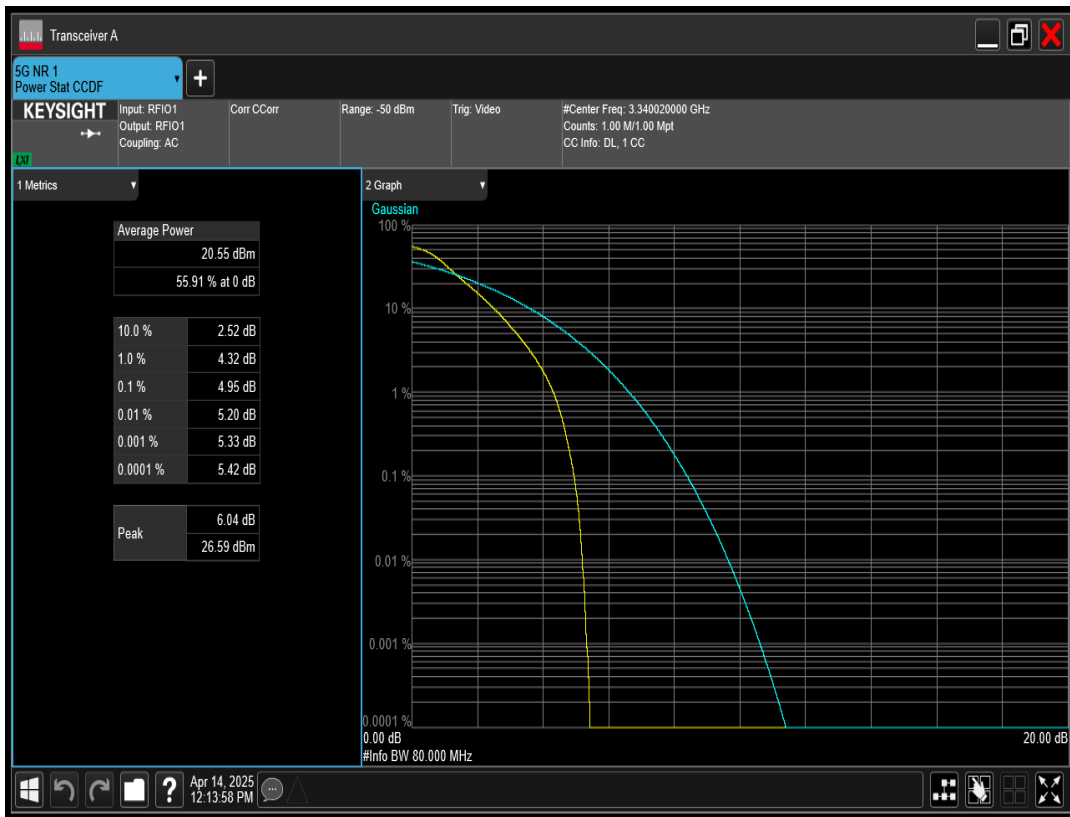 Transceiver A
5G NR 1
Power Stat CCDF
+
KEYSIGHT
LXI
Input: RFIO1
Output: RFIO1
Coupling: AC
Corr CCorr
Range: -50 dBm
Trig: Video
#Center Freq: 3.340020000 GHz
Counts: 1.00 M/1.00 Mpt
CC Info: DL, 1 CC
1 Metrics
Average Power
20.55 dBm
55.91 % at 0 dB
10.0 % 2.52 dB
1.0 % 4.32 dB
0.1 % 4.95 dB
0.01 % 5.20 dB
0.001 % 5.33 dB
0.0001 % 5.42 dB
Peak 6.04 dB
26.59 dBm
2 Graph
Gaussian
100 %
10 %
1 %
0.1 %
0.01 %
0.001 %
0.0001 %
0.00 dB 20.00 dB
#Info BW 80.000 MHz
?
Apr 14, 2025
12:13:58 PM